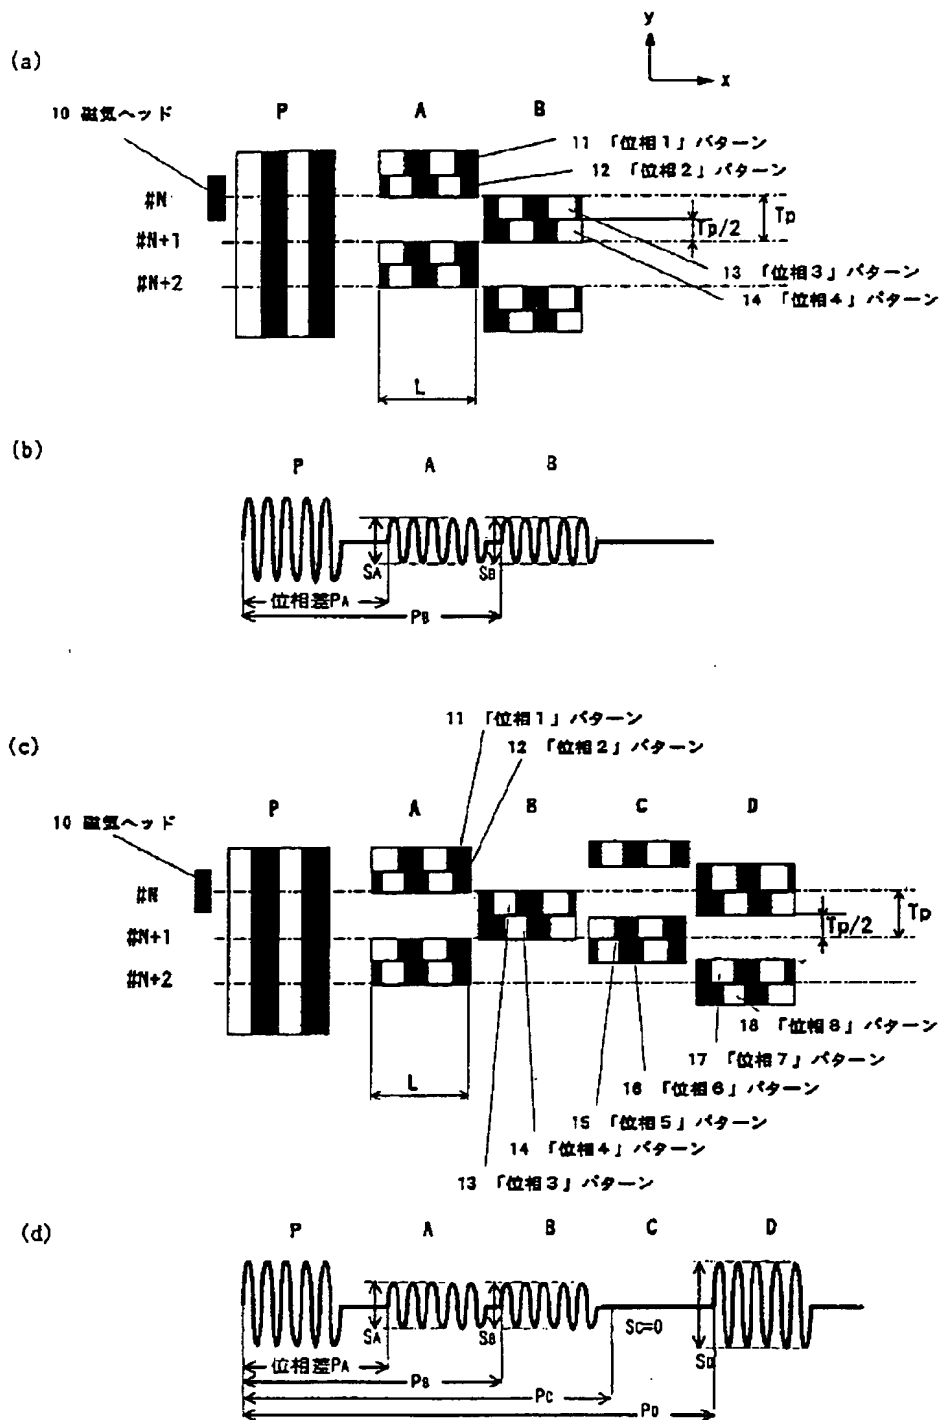 (a)
y
x
10 磁気ヘッド
P A B
11 「位相1」パターン
12 「位相2」パターン
#N
Tp
Tp/2
#N+1
#N+2
13 「位相3」パターン
14 「位相4」パターン
L
(b)
P A B
SA SB
位相差PA
PB
(c)
11 「位相1」パターン
12 「位相2」パターン
P A B C D
10 磁気ヘッド
#N
Tp
Tp/2
#N+1
#N+2
18 「位相8」パターン
17 「位相7」パターン
L
16 「位相6」パターン
15 「位相5」パターン
14 「位相4」パターン
13 「位相3」パターン
(d)
P A B C D
SA SB SC=0
SD
位相差PA
PB
PC
PD